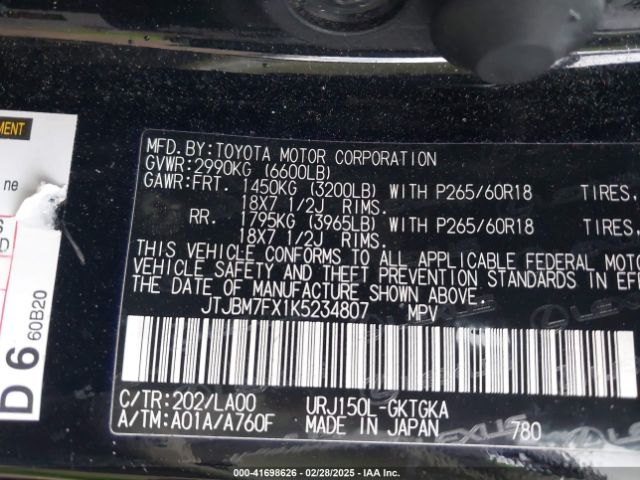 MENT
ne
S
D
D 6 60B20
MFD. BY:TOYOTA MOTOR CORPORATION
GVWR:2990KG (6600LB)
GAWR:FRT. 1450KG (3200LB) WITH P265/60R18 TIRES,
18X7 1/2J RIMS.
RR. 1795KG (3965LB) WITH P265/60R18 TIRES,
18X7 1/2J RIMS.
THIS VEHICLE CONFORMS TO ALL APPLICABLE FEDERAL MOTO
VEHICLE SAFETY AND THEFT PREVENTION STANDARDS IN EFF
THE DATE OF MANUFACTURE SHOWN ABOVE.
JTJBM7FX1K5234807 MPV
C/TR:202/LA00 URJ150L-GKTGKA
A/TM:A01A/A760F MADE IN JAPAN 780
LEXUS
000-41698626 - 02/28/2025 - IAAI Access